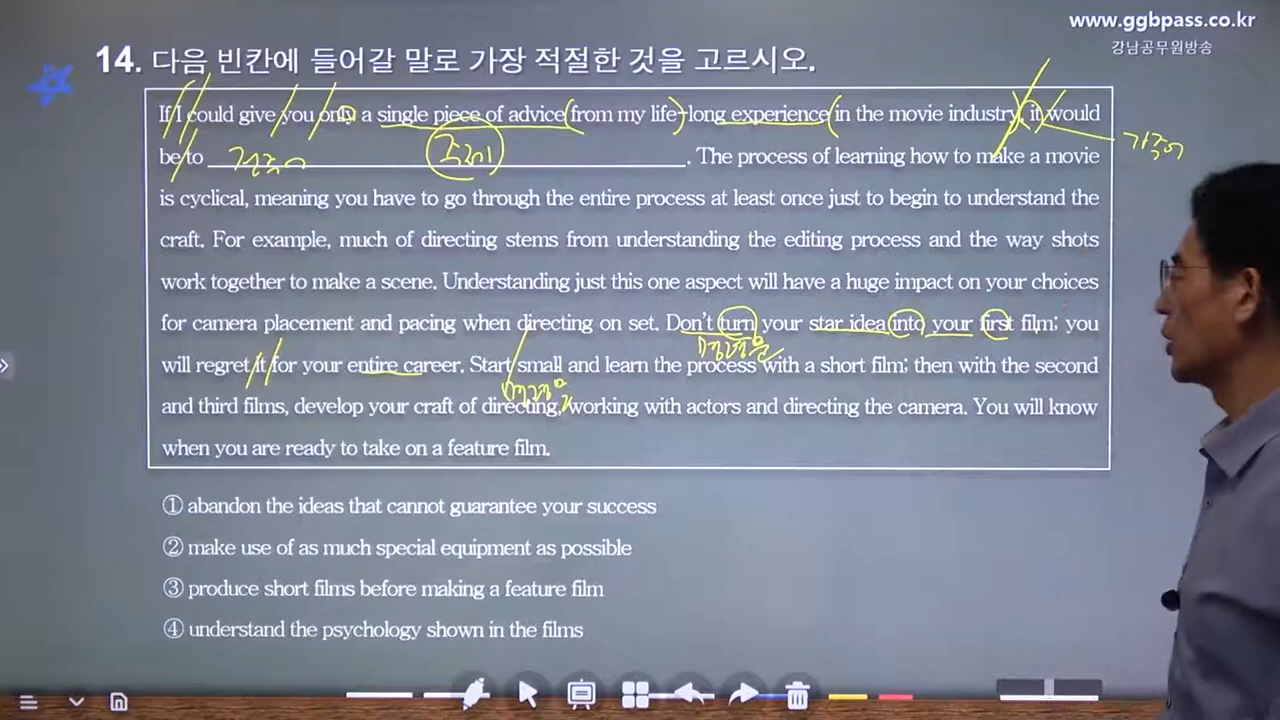 www.ggbpass.co.kr
강남공무원방송
14. 다음 빈칸에 들어갈 말로 가장 적절한 것을 고르시오.
If I could give you only a single piece of advice from my life-long experience in the movie industry, it would
be to ______. The process of learning how to make a movie
is cyclical, meaning you have to go through the entire process at least once just to begin to understand the
craft. For example, much of directing stems from understanding the editing process and the way shots
work together to make a scene. Understanding just this one aspect will have a huge impact on your choices
for camera placement and pacing when directing on set. Don't turn your star idea into your first film; you
will regret it for your entire career. Start small and learn the process with a short film; then with the second
and third films, develop your craft of directing, working with actors and directing the camera. You will know
when you are ready to take on a feature film.
① abandon the ideas that cannot guarantee your success
② make use of as much special equipment as possible
③ produce short films before making a feature film
④ understand the psychology shown in the films